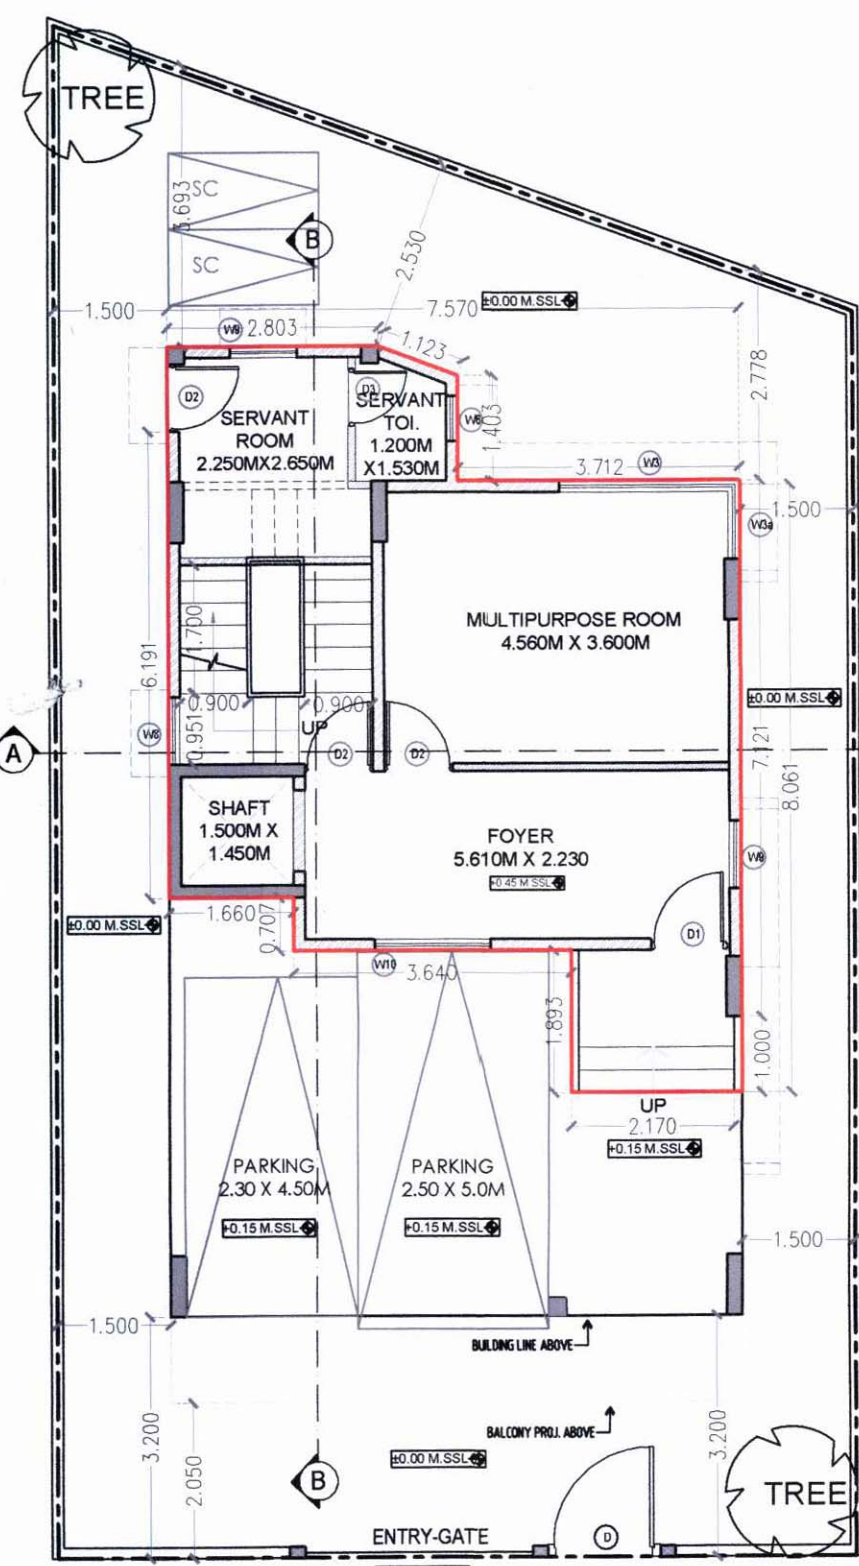 TREE
SC
5.693
B
SC
2.530
1.500
7.570
±0.00 M.SSL
W9
2.803
1.123
2.778
D2
D3
SERVANT
ROOM
2.250MX2.650M
SERVANT
TOI.
1.200M
X1.530M
W6
1.403
3.712
W3
1.500
W3a
MULTIPURPOSE ROOM
4.560M X 3.600M
1.700
6.191
0.900
0.900
±0.00 M.SSL
W8
0.951
UP
A
D2
D2
7.121
8.061
SHAFT
1.500M X
1.450M
FOYER
5.610M X 2.230
+0.45 M.SSL
W9
1.660
0.707
±0.00 M.SSL
D1
W10
3.640
1.893
1.000
UP
2.170
+0.15 M.SSL
PARKING
2.30 X 4.50M
+0.15 M.SSL
PARKING
2.50 X 5.0M
+0.15 M.SSL
1.500
1.500
BUILDING LINE ABOVE
BALCONY PROJ. ABOVE
3.200
2.050
±0.00 M.SSL
3.200
B
TREE
ENTRY-GATE
D